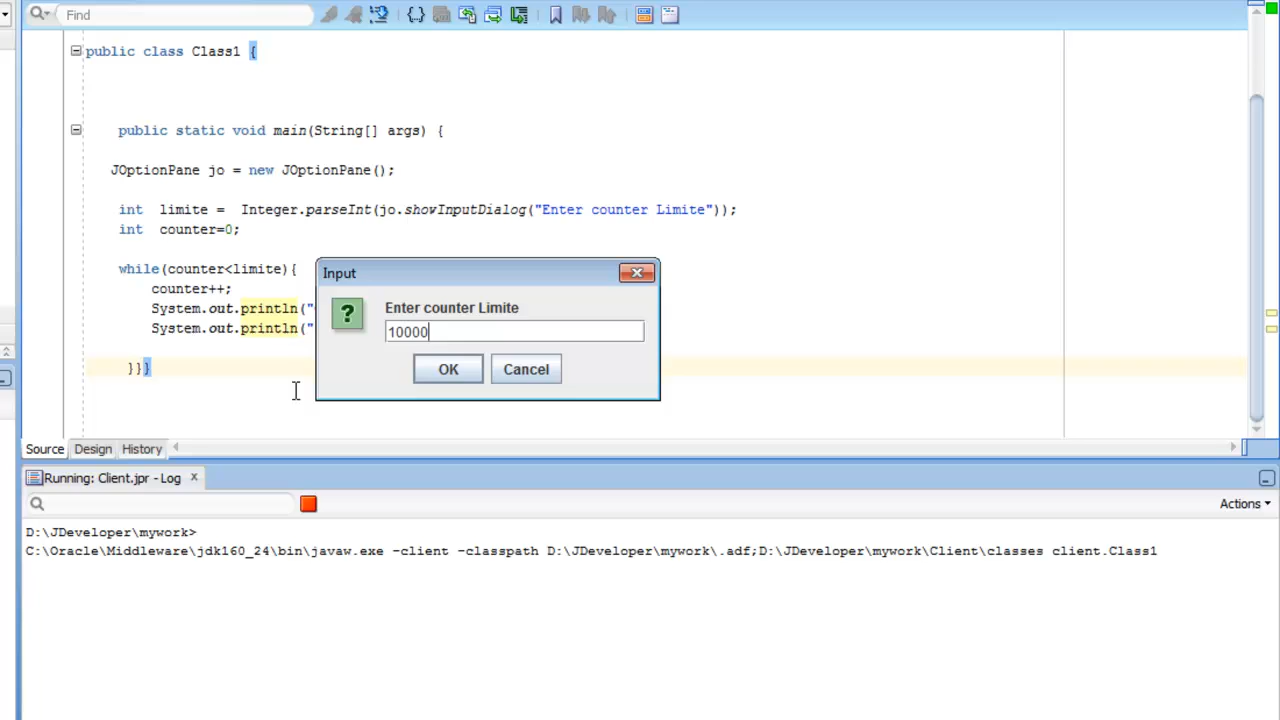 Find
public class Class1 {
public static void main(String[] args) {
JOptionPane jo = new JOptionPane();
int limite = Integer.parseInt(jo.showInputDialog("Enter counter Limite"));
int counter=0;
while(counter<limite){
counter++;
System.out.println("
System.out.println("
}}}
Input
?
Enter counter Limite
10000
OK
Cancel
Source Design History
Running: Client.jpr - Log x
Actions
D:\JDeveloper\mywork>
C:\Oracle\Middleware\jdk160_24\bin\javaw.exe -client -classpath D:\JDeveloper\mywork\.adf;D:\JDeveloper\mywork\Client\classes client.Class1